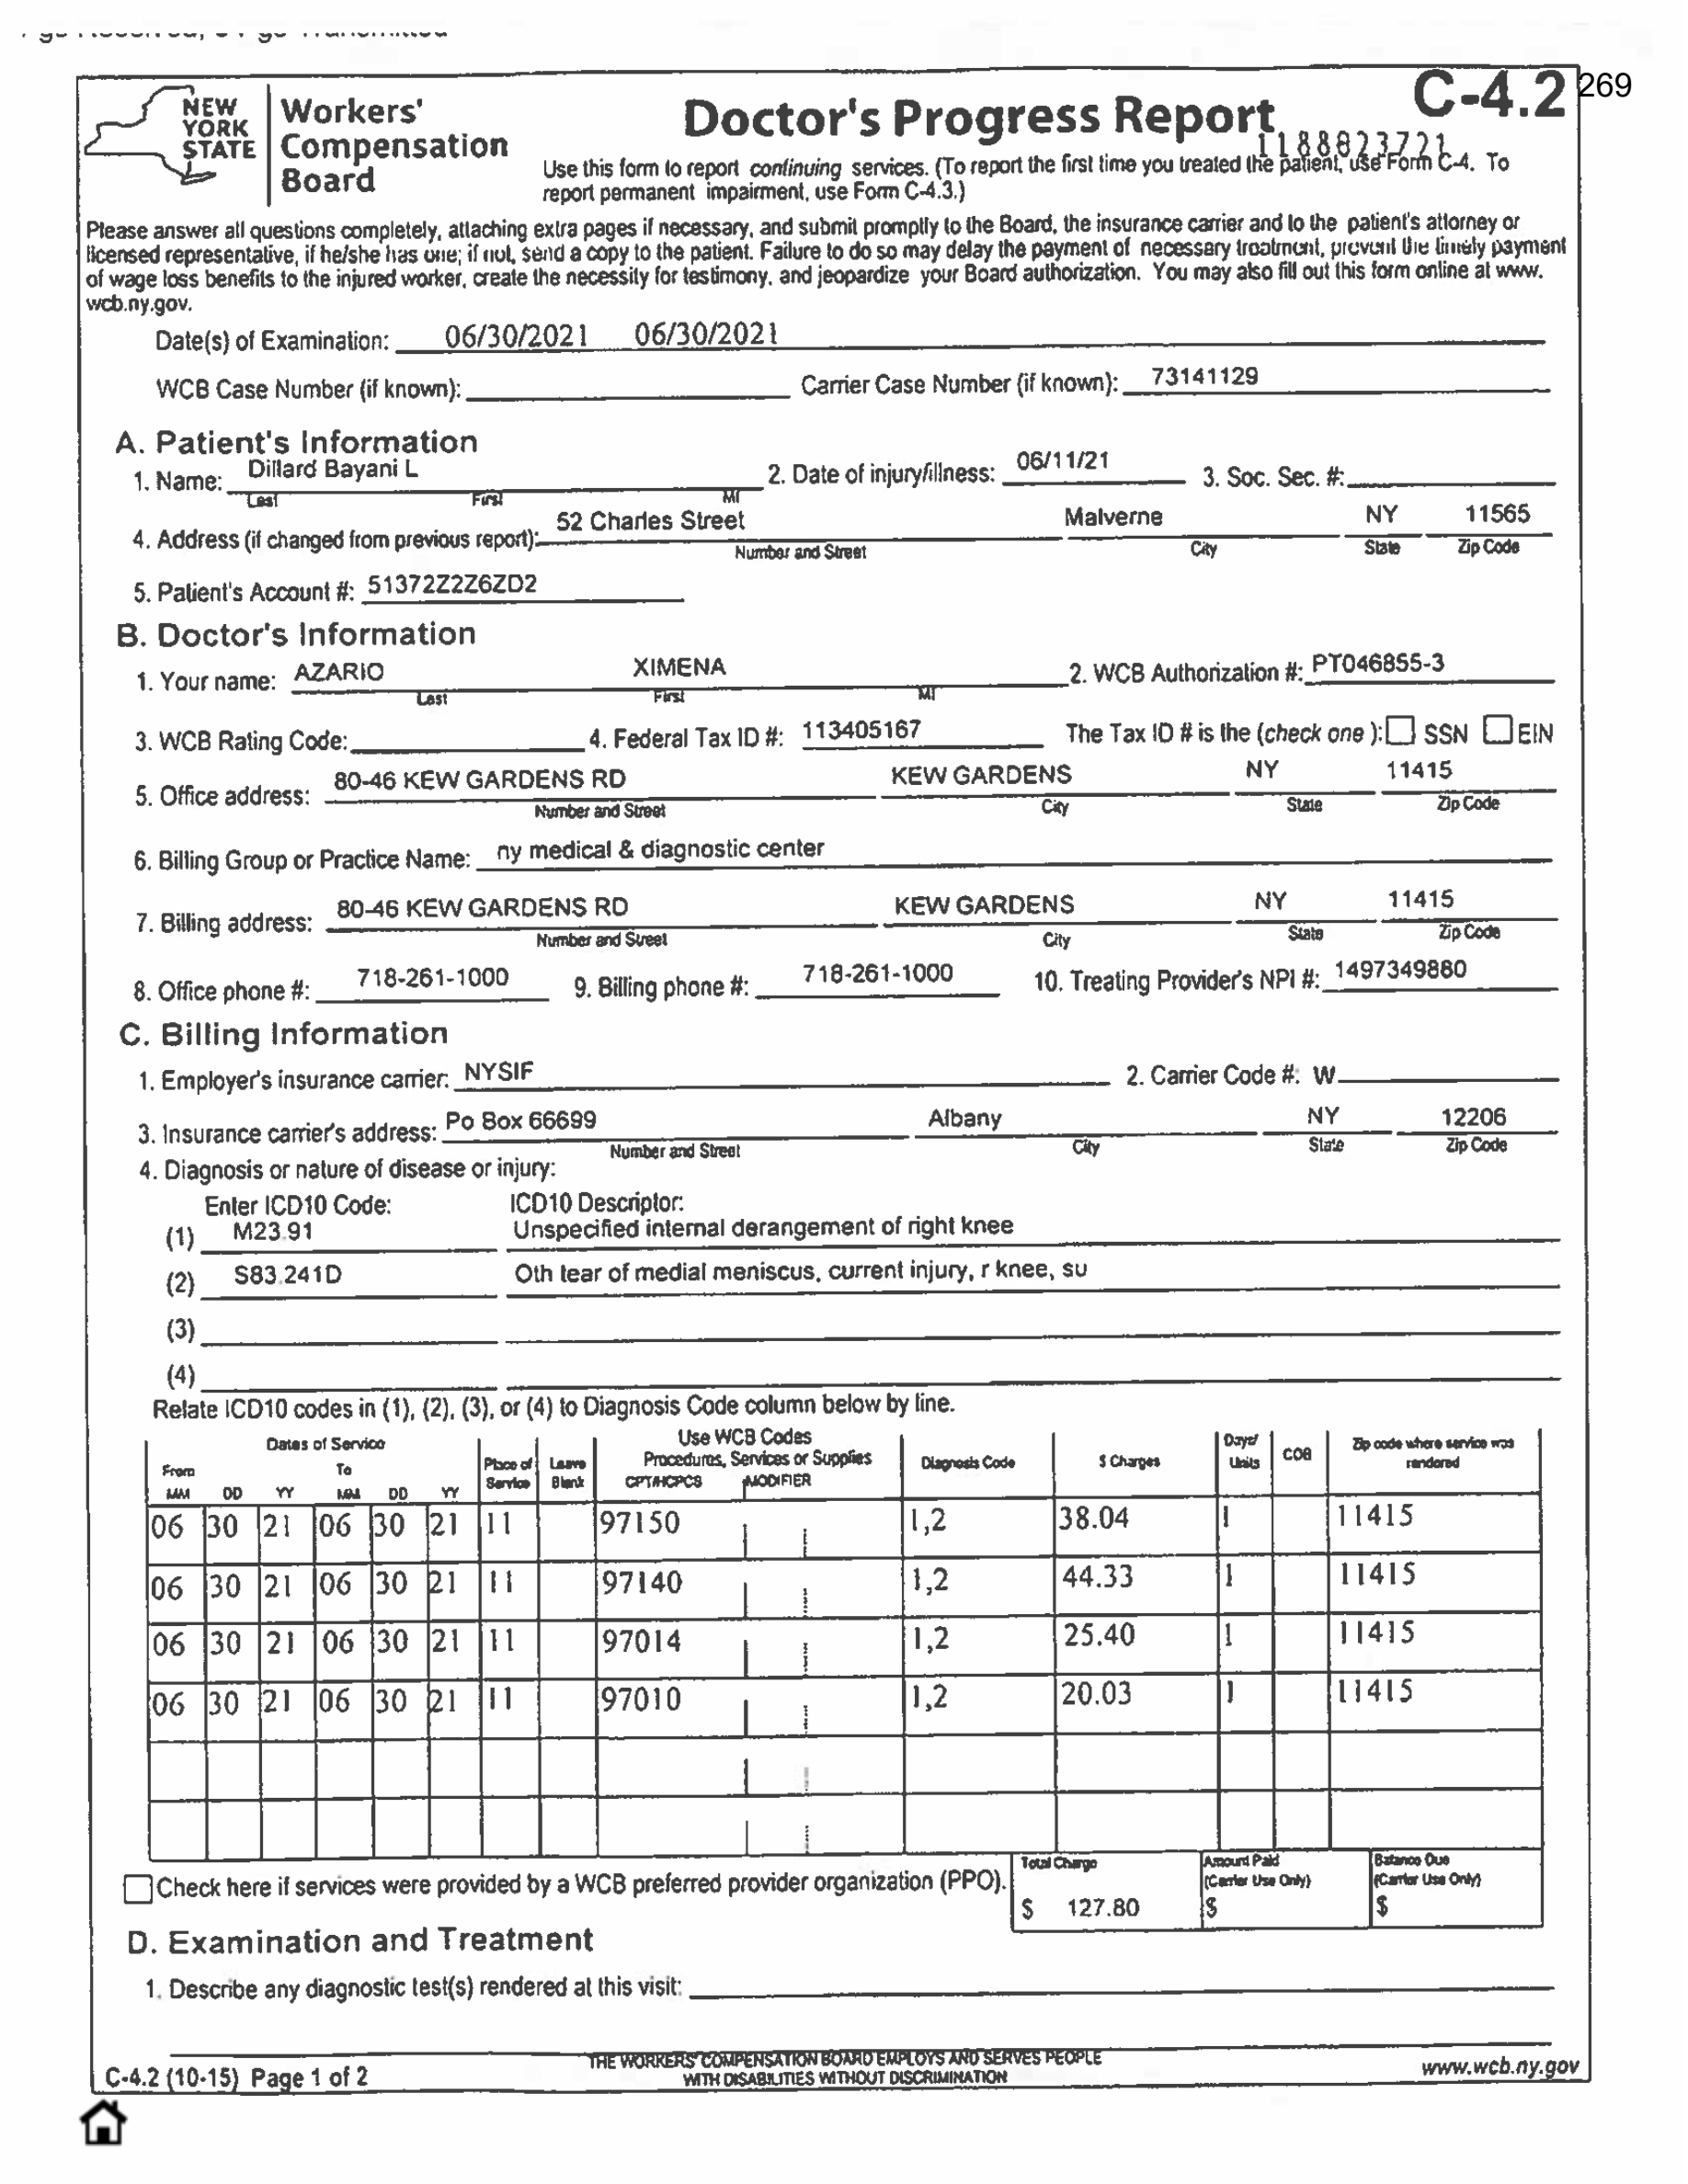 C-4.2 269
NEW YORK STATE
Workers' Compensation Board
Doctor's Progress Report
1188823721
Use this form to report continuing services. (To report the first time you treated the patient, use Form C-4. To
report permanent impairment, use Form C-4.3.)
Please answer all questions completely, attaching extra pages if necessary, and submit promptly to the Board, the insurance carrier and to the patient's attorney or
licensed representative, if he/she has one; if not, send a copy to the patient. Failure to do so may delay the payment of necessary treatment, prevent the timely payment
of wage loss benefits to the injured worker, create the necessity for testimony, and jeopardize your Board authorization. You may also fill out this form online at www.
wcb.ny.gov.
Date(s) of Examination: 06/30/2021 06/30/2021
WCB Case Number (if known): Carrier Case Number (if known): 73141129
A. Patient's Information
1. Name: Dillard Bayani L 2. Date of injury/illness: 06/11/21 3. Soc. Sec. #:
Last First MI
4. Address (if changed from previous report): 52 Charles Street Malverne NY 11565
Number and Street City State Zip Code
5. Patient's Account #: 51372Z2Z6ZD2
B. Doctor's Information
1. Your name: AZARIO XIMENA 2. WCB Authorization #: PT046855-3
Last First MI
3. WCB Rating Code: 4. Federal Tax ID #: 113405167 The Tax ID # is the (check one ): SSN EIN
5. Office address: 80-46 KEW GARDENS RD KEW GARDENS NY 11415
Number and Street City State Zip Code
6. Billing Group or Practice Name: ny medical & diagnostic center
7. Billing address: 80-46 KEW GARDENS RD KEW GARDENS NY 11415
Number and Street City State Zip Code
8. Office phone #: 718-261-1000 9. Billing phone #: 718-261-1000 10. Treating Provider's NPI #: 1497349880
C. Billing Information
1. Employer's insurance carrier: NYSIF 2. Carrier Code #: W
3. Insurance carrier's address: Po Box 66699 Albany NY 12206
Number and Street City State Zip Code
4. Diagnosis or nature of disease or injury:
Enter ICD10 Code: ICD10 Descriptor:
(1) M23.91 Unspecified internal derangement of right knee
(2) S83.241D Oth tear of medial meniscus, current injury, r knee, su
(3)
(4)
Relate ICD10 codes in (1), (2), (3), or (4) to Diagnosis Code column below by line.
Dates of Service Use WCB Codes
From To Place of Service Leave Blank Procedures, Services or Supplies Diagnosis Code $ Charges Days/ Units COB Zip code where service was rendered
MM DD YY MM DD YY CPT/HCPCS MODIFIER
06 30 21 06 30 21 11 97150 1,2 38.04 1 11415
06 30 21 06 30 21 11 97140 1,2 44.33 1 11415
06 30 21 06 30 21 11 97014 1,2 25.40 1 11415
06 30 21 06 30 21 11 97010 1,2 20.03 1 11415
Check here if services were provided by a WCB preferred provider organization (PPO).
Total Charge Amount Paid (Carrier Use Only) Balance Due (Carrier Use Only)
$ 127.80 $ $
D. Examination and Treatment
1. Describe any diagnostic test(s) rendered at this visit:
THE WORKERS' COMPENSATION BOARD EMPLOYS AND SERVES PEOPLE
WITH DISABILITIES WITHOUT DISCRIMINATION
C-4.2 (10-15) Page 1 of 2 www.wcb.ny.gov